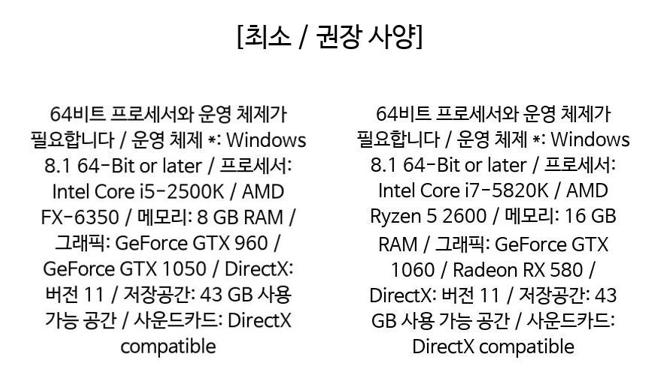 [최소 / 권장 사양]
64비트 프로세서와 운영 체제가
필요합니다 / 운영 체제 *: Windows
8.1 64-Bit or later / 프로세서:
Intel Core i5-2500K / AMD
FX-6350 / 메모리: 8 GB RAM /
그래픽: GeForce GTX 960 /
GeForce GTX 1050 / DirectX:
버전 11 / 저장공간: 43 GB 사용
가능 공간 / 사운드카드: DirectX
compatible
64비트 프로세서와 운영 체제가
필요합니다 / 운영 체제 *: Windows
8.1 64-Bit or later / 프로세서:
Intel Core i7-5820K / AMD
Ryzen 5 2600 / 메모리: 16 GB
RAM / 그래픽: GeForce GTX
1060 / Radeon RX 580 /
DirectX: 버전 11 / 저장공간: 43
GB 사용 가능 공간 / 사운드카드:
DirectX compatible